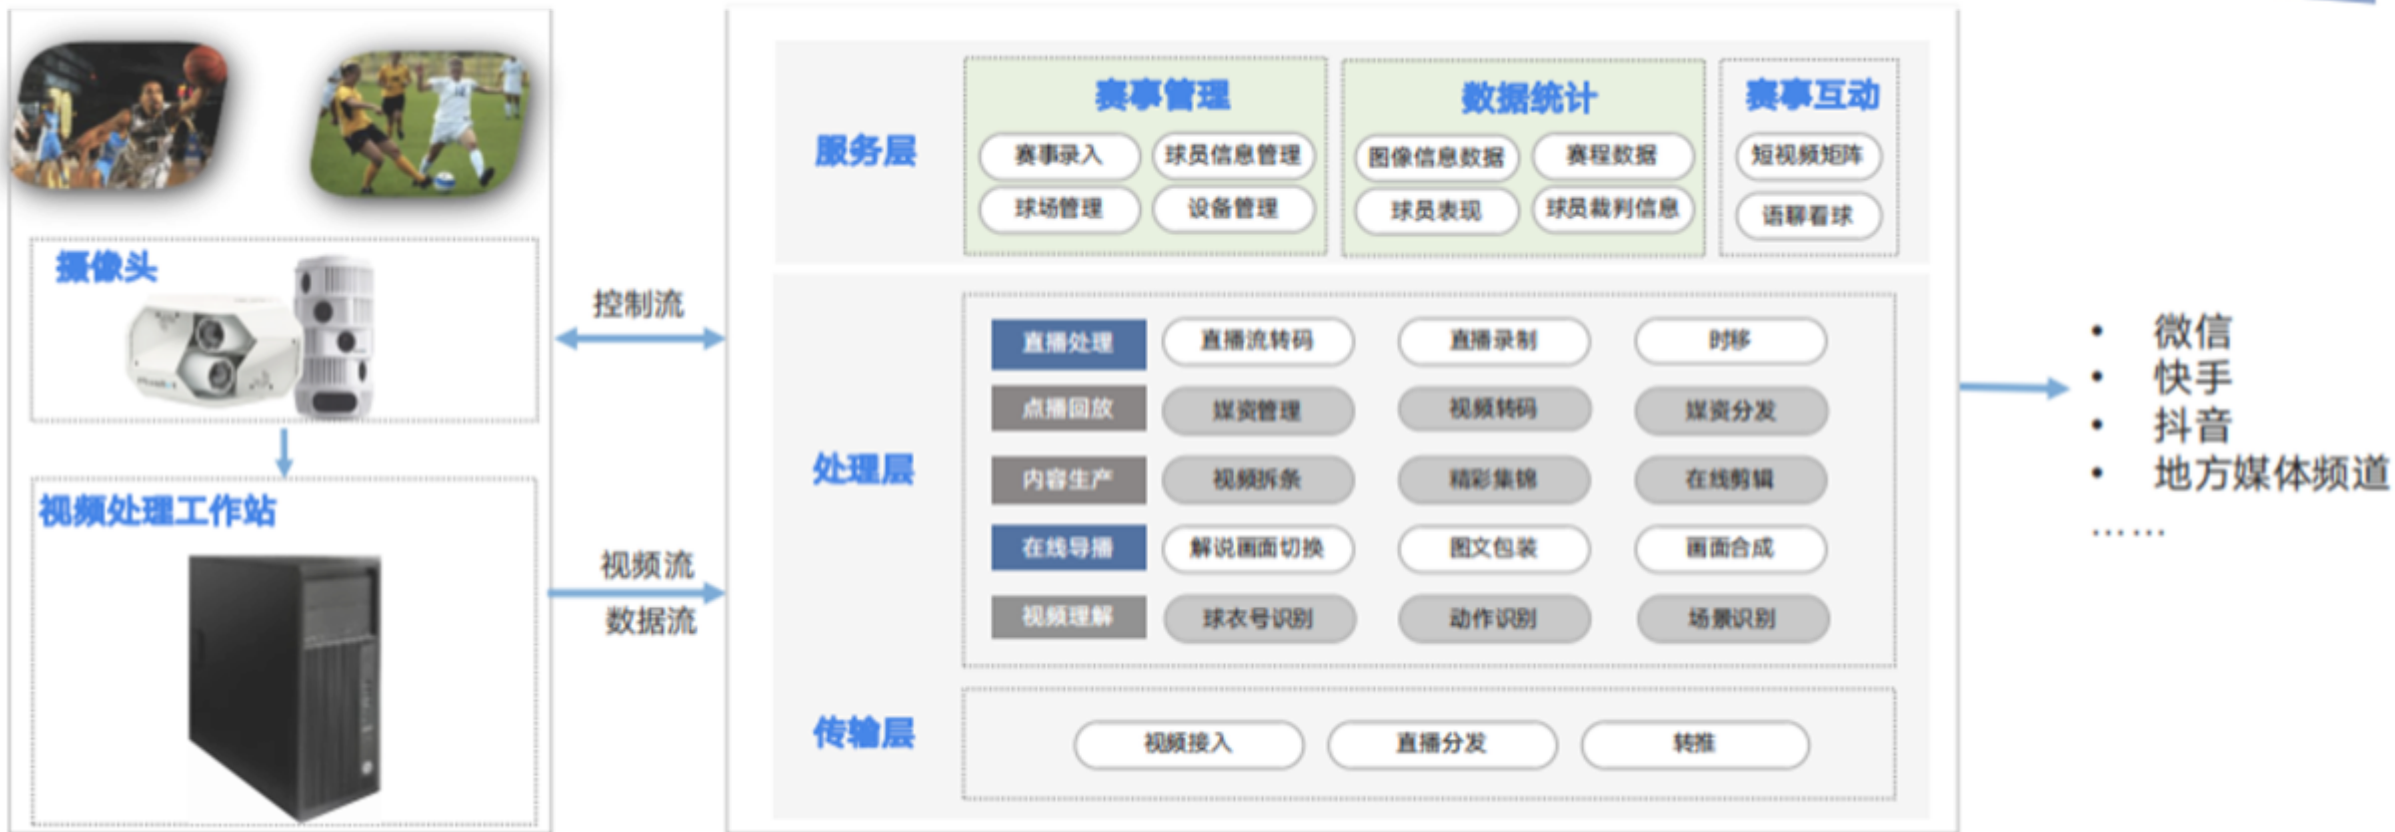 摄像头
视频处理工作站
控制流
视频流
数据流
服务层
赛事管理
赛事录入
球员信息管理
球场管理
设备管理
数据统计
图像信息数据
赛程数据
球员表现
球员裁判信息
赛事互动
短视频矩阵
语聊看球
处理层
直播处理
直播流转码
直播录制
时移
点播回放
媒资管理
视频转码
媒资分发
内容生产
视频拆条
精彩集锦
在线剪辑
在线导播
解说画面切换
图文包装
画面合成
视频理解
球衣号识别
动作识别
场景识别
传输层
视频接入
直播分发
转推
• 微信
• 快手
• 抖音
• 地方媒体频道
……